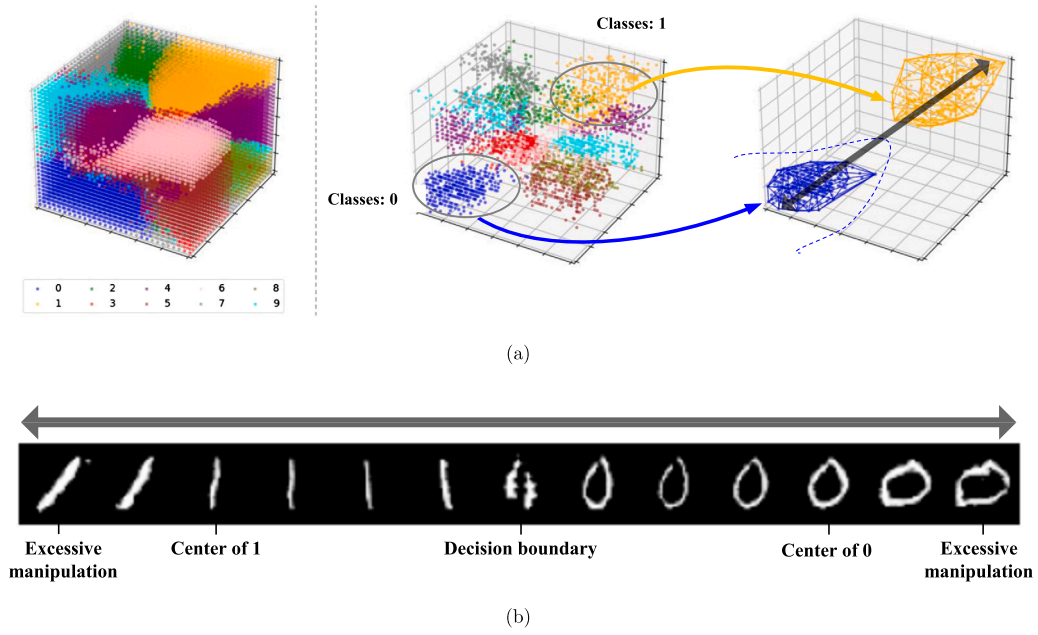 Classes: 1
Classes: 0
0 2 4 6 8
1 3 5 7 9
(a)
Excessive manipulation
Center of 1
Decision boundary
Center of 0
Excessive manipulation
(b)